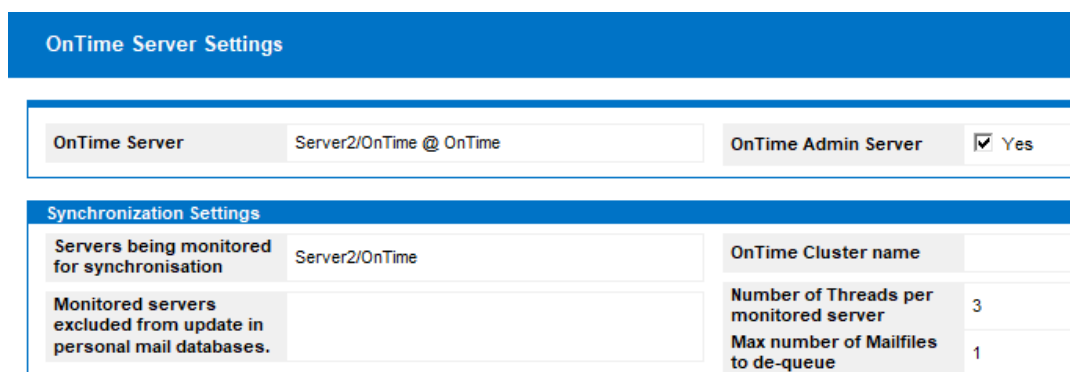 OnTime Server Settings
OnTime Server
Server2/OnTime @ OnTime
OnTime Admin Server
Yes
Synchronization Settings
Servers being monitored
for synchronisation
Server2/OnTime
OnTime Cluster name
Monitored servers
excluded from update in
personal mail databases.
Number of Threads per
monitored server
3
Max number of Mailfiles
to de-queue
1